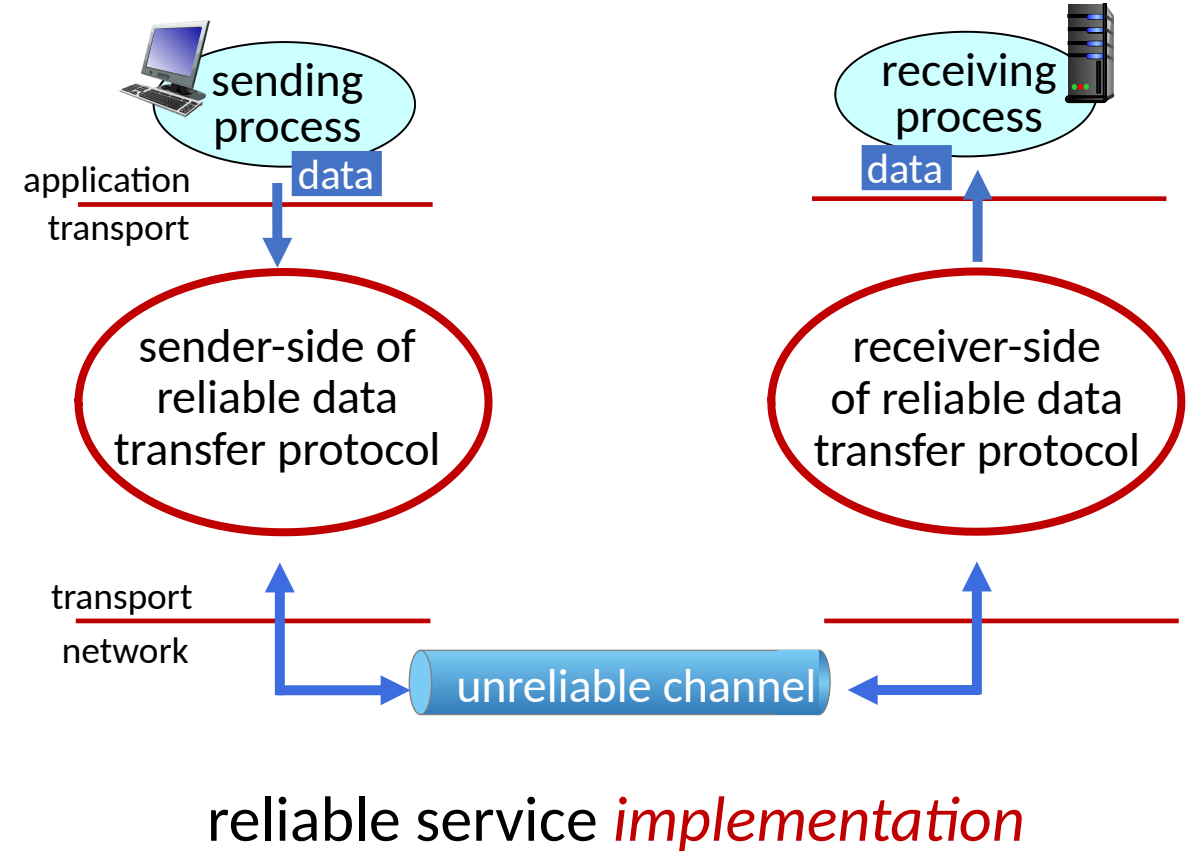 sending
process
data
application
transport
receiving
process
data
sender-side of
reliable data
transfer protocol
receiver-side
of reliable data
transfer protocol
transport
network
unreliable channel
reliable service implementation